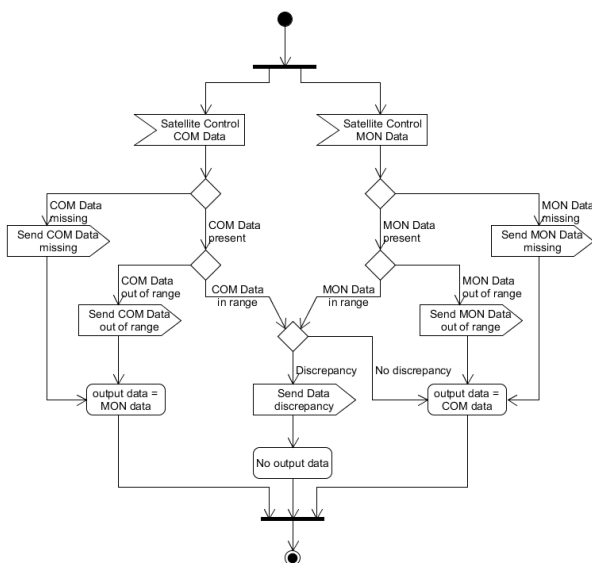 Satellite Control
COM Data
Satellite Control
MON Data
COM Data
missing
MON Data
missing
Send COM Data
missing
COM Data
present
MON Data
present
Send MON Data
missing
COM Data
out of range
COM Data
in range
MON Data
in range
MON Data
out of range
Send COM Data
out of range
Send MON Data
out of range
Discrepancy
No discrepancy
output data =
MON data
Send Data
discrepancy
output data =
COM data
No output data